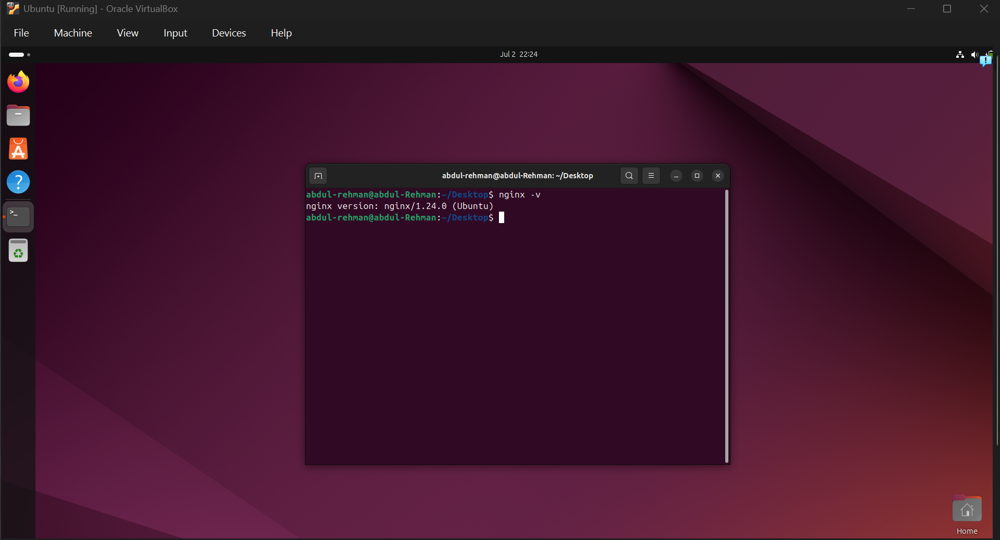 Ubuntu [Running] - Oracle VirtualBox
File Machine View Input Devices Help
Jul 2 22:24
abdul-rehman@abdul-Rehman: ~/Desktop
abdul-rehman@abdul-Rehman:~/Desktop$ nginx -v
nginx version: nginx/1.24.0 (Ubuntu)
abdul-rehman@abdul-Rehman:~/Desktop$
Home